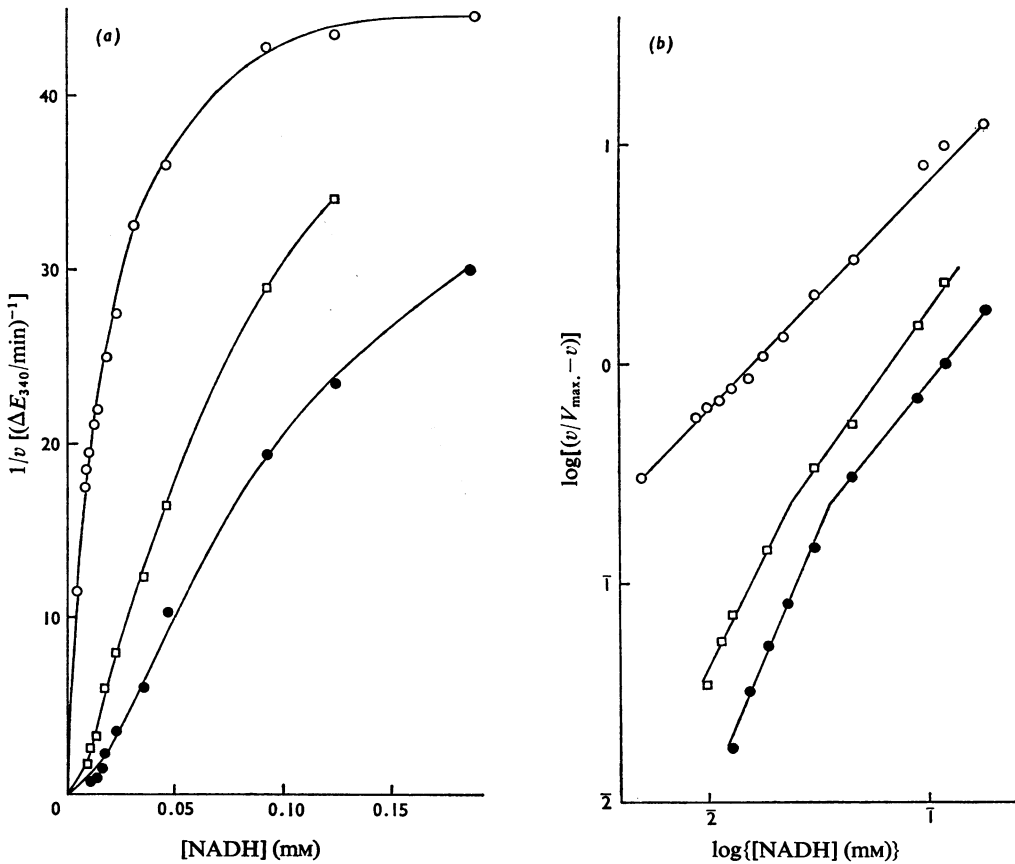 (a)
40
30
20
10
0
0.05
0.10
0.15
1/v [(ΔE₃₄₀/min)⁻¹]
[NADH] (mM)
(b)
1
0
1̄
2̄
2̄
1̄
log[(v/Vmax.−v)]
log{[NADH] (mM)}